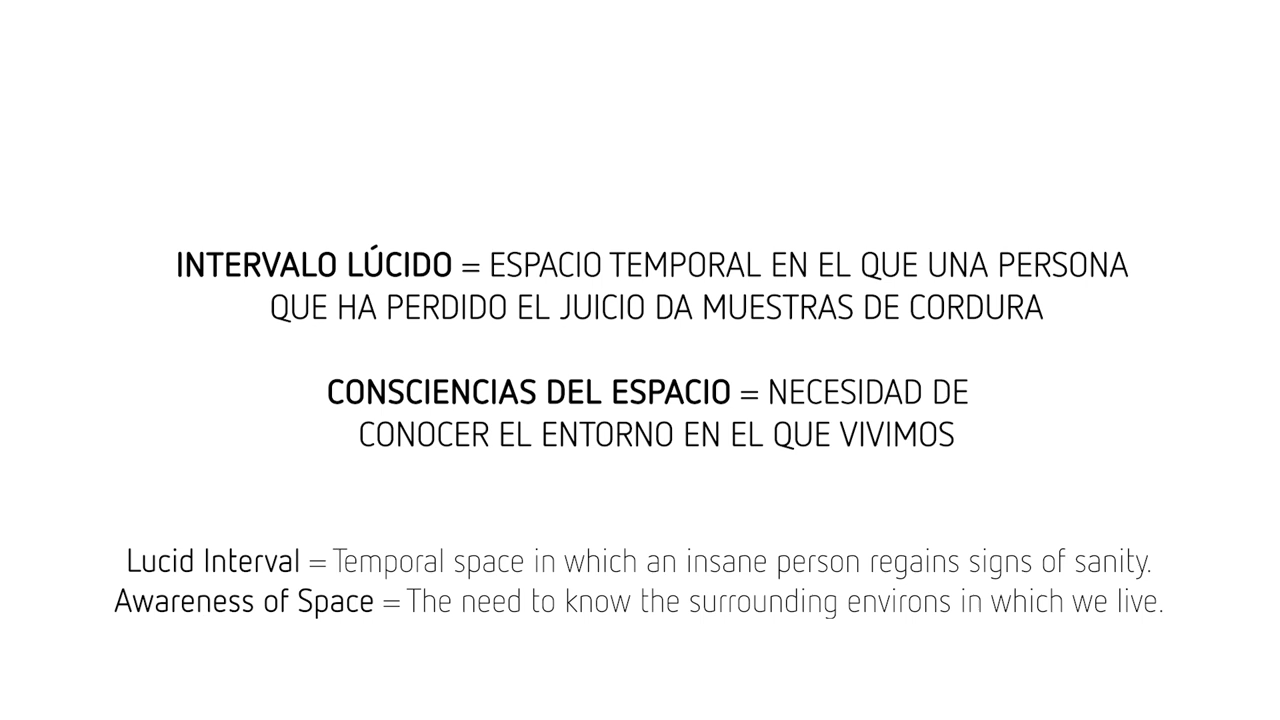 INTERVALO LÚCIDO = ESPACIO TEMPORAL EN EL QUE UNA PERSONA
QUE HA PERDIDO EL JUICIO DA MUESTRAS DE CORDURA
CONSCIENCIAS DEL ESPACIO = NECESIDAD DE
CONOCER EL ENTORNO EN EL QUE VIVIMOS
Lucid Interval = Temporal space in which an insane person regains signs of sanity.
Awareness of Space = The need to know the surrounding environs in which we live.